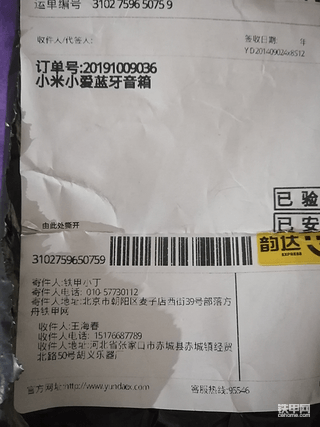 运单编号 3102 7596 5075 9
收件人/代签人:
签收日期: 年
YD20140902 4x8512
订单号:20191009036
小米小爱蓝牙音箱
已验
已安
由此处撕开
韵达
EXPRESS
3102759650759
寄件人:铁甲小丁
寄件人电话: 010-57730112
寄件人地址:北京市朝阳区麦子店西街39号部落方
舟铁甲网
收件人:王海春
收件人电话: 15176687789
收件人地址:河北省张家口市赤城县赤城镇经贸
北路50号胡义乐器
官方网址:http://www.yundaex.com
客服热线:95546
铁甲网